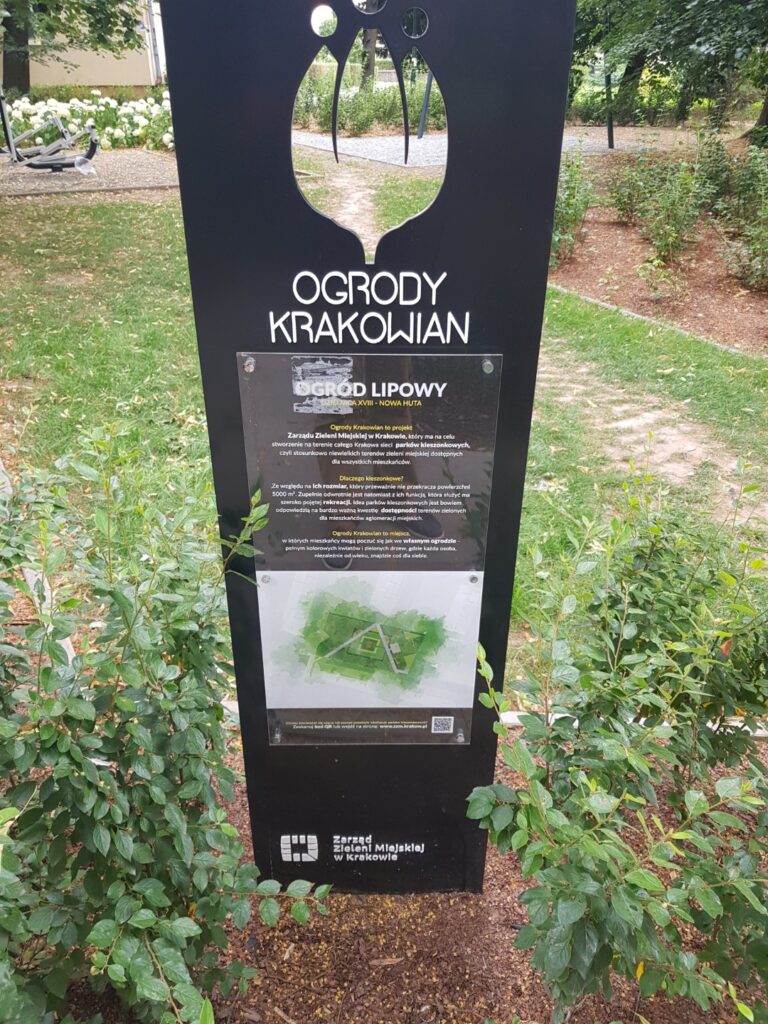 OGRODY
KRAKOWIAN
OGRÓD LIPOWY
DZIELNICA XVIII - NOWA HUTA
Ogrody Krakowian to projekt
Zarządu Zieleni Miejskiej w Krakowie, który ma na celu
stworzenie na terenie całego Krakowa sieci parków kieszonkowych,
czyli stosunkowo niewielkich terenów zieleni miejskiej dostępnych
dla wszystkich mieszkańców.
Dlaczego kieszonkowe?
Ze względu na ich rozmiar, który przeważnie nie przekracza powierzchni
5000 m². Zupełnie odwrotnie jest natomiast z ich funkcją, która służyć ma
szeroko pojętej rekreacji. Idea parków kieszonkowych jest bowiem
odpowiedzią na bardzo ważną kwestię dostępności terenów zielonych
dla mieszkańców aglomeracji miejskich.
Ogrody Krakowian to miejsca,
w których mieszkańcy mogą poczuć się jak we własnym ogrodzie -
pełnym kolorowych kwiatów i zielonych drzew, gdzie każda osoba,
niezależnie od wieku, znajdzie coś dla siebie.
Zeskanuj kod QR lub wejdź na stronę: www.zzm.krakow.pl
Zarząd
Zieleni Miejskiej
w Krakowie